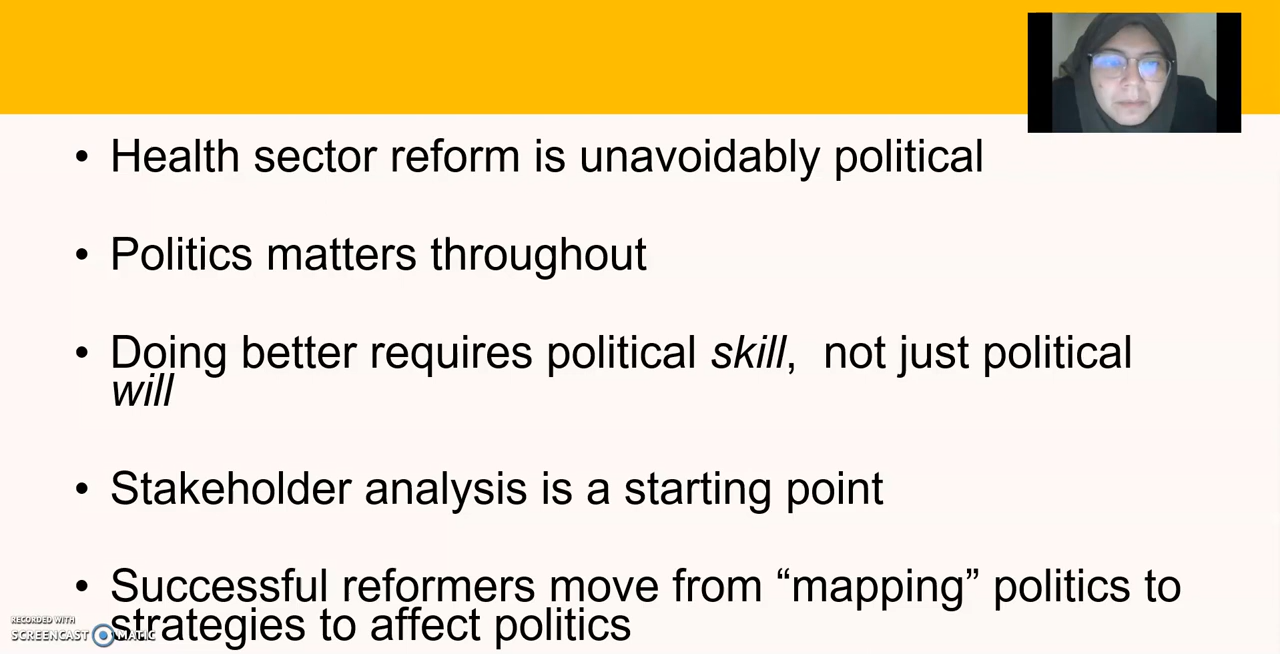 • Health sector reform is unavoidably political
• Politics matters throughout
• Doing better requires political skill, not just political
will
• Stakeholder analysis is a starting point
• Successful reformers move from “mapping” politics to
strategies to affect politics
RECORDED WITH
SCREENCAST MATIC